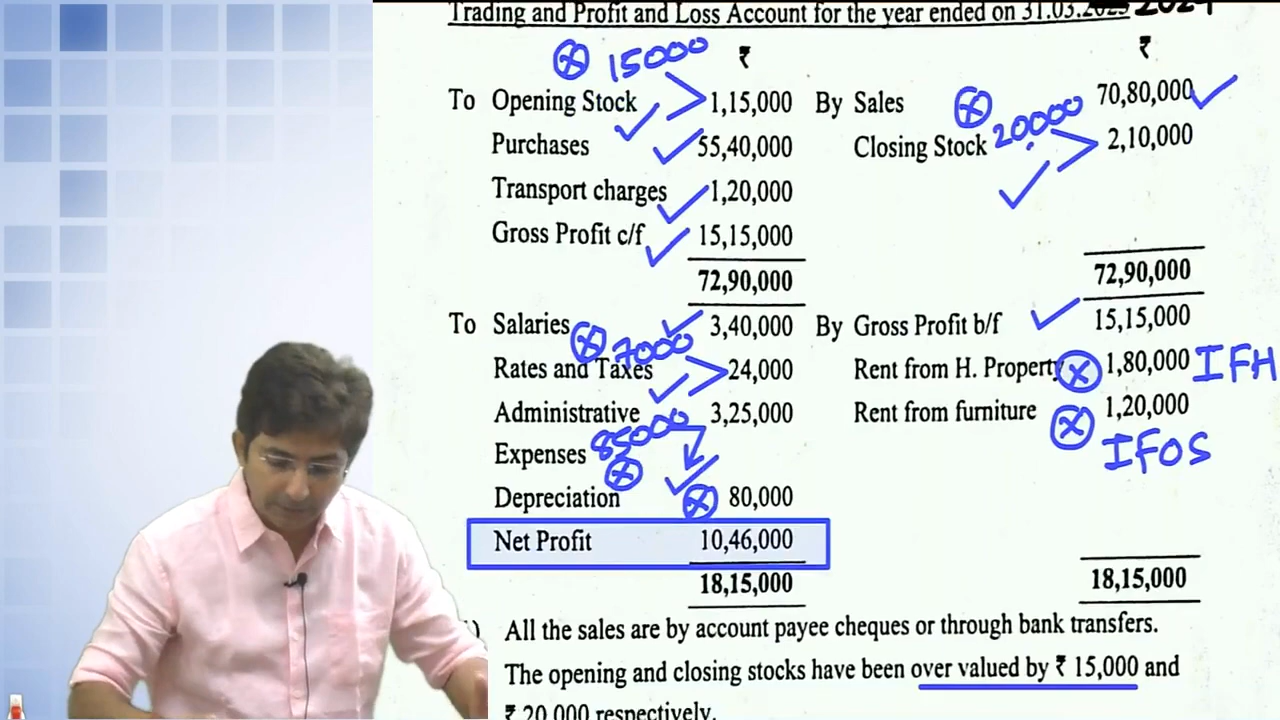 Trading and Profit and Loss Account for the year ended on 31.03.2023 2024
⊗ 15000 ₹ ₹
To Opening Stock 1,15,000 By Sales ⊗ 70,80,000
Purchases 55,40,000 Closing Stock 20,000 2,10,000
Transport charges 1,20,000
Gross Profit c/f 15,15,000
72,90,000 72,90,000
To Salaries 3,40,000 By Gross Profit b/f 15,15,000
⊗ 7000
Rates and Taxes 24,000 Rent from H. Property ⊗ 1,80,000 IFH
Administrative 3,25,000 Rent from furniture ⊗ 1,20,000
Expenses 85000 ⊗ IFOS
Depreciation ⊗ 80,000
Net Profit 10,46,000
18,15,000 18,15,000
All the sales are by account payee cheques or through bank transfers.
The opening and closing stocks have been over valued by ₹ 15,000 and
₹ 20,000 respectively.